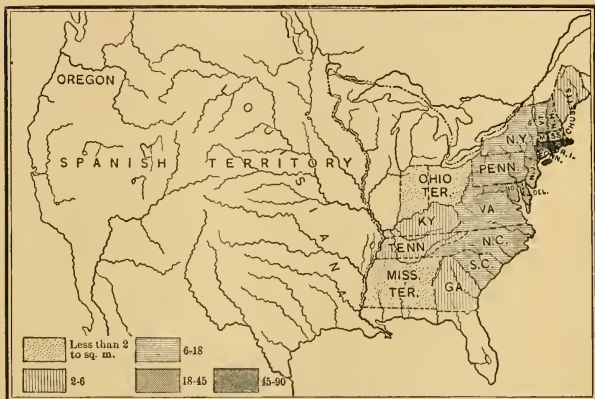 OREGON
SPANISH TERRITORY
LOUISIANA
OHIO TER.
KY
TENN
MISS. TER.
GA.
S.C.
N.C.
VA.
PENN.
N.Y.
DEL.
R.I.
Less than 2
to sq. m.
6-18
2-6
18-45
45-90